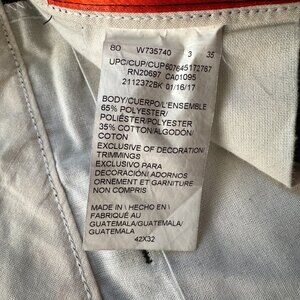 80 W735740 3 35
UPC/CUP/CUP607645172767
RN20697 CA01095
2112372BK 01/16/17
BODY/CUERPO/L'ENSEMBLE
65% POLYESTER/
POLIÉSTER/POLYESTER
35% COTTON/ALGODÓN/
COTON
EXCLUSIVE OF DECORATION
TRIMMINGS
EXCLUSIVO PARA
DECORACIÓN/ ADORNOS
ORNEMENT ET GARNITURE
NON COMPRIS
MADE IN \ HECHO EN \
FABRIQUÉ AU
GUATEMALA/GUATEMALA/
GUATEMALA
42X32